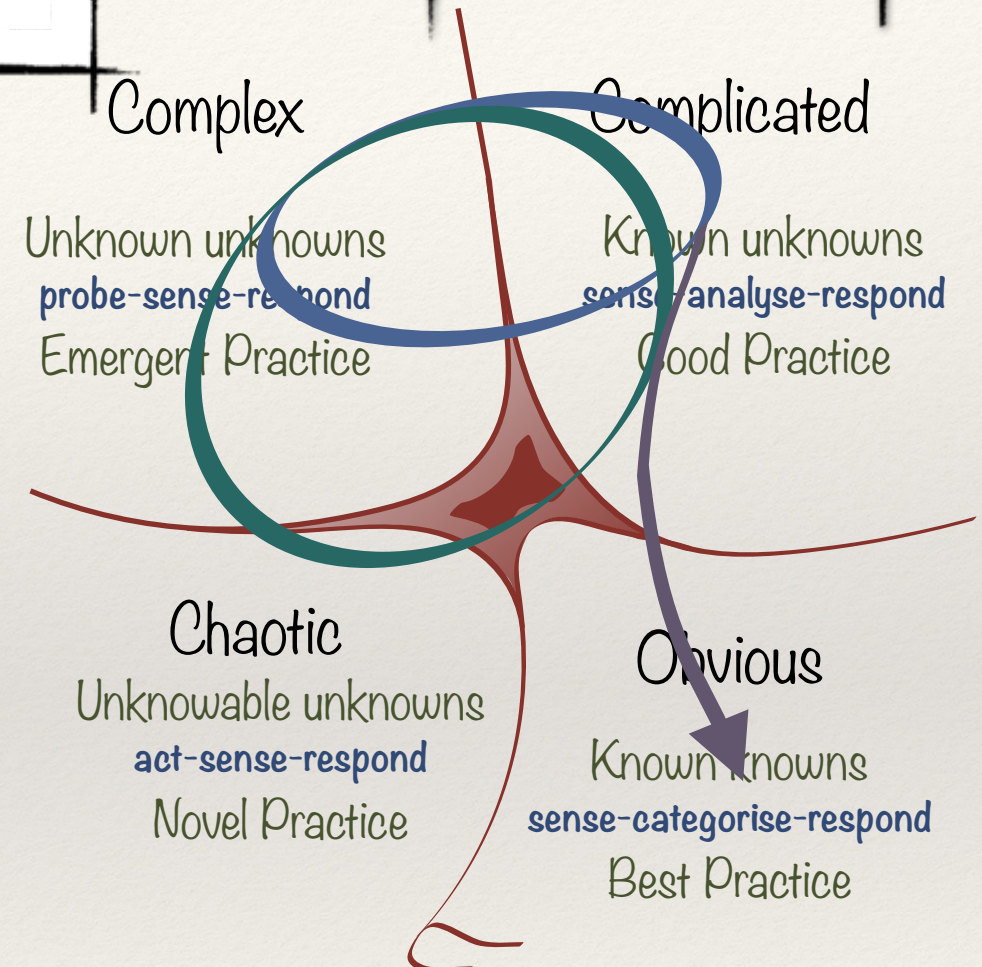 Complex
Unknown unknowns
probe-sense-respond
Emergent Practice
Complicated
Known unknowns
sense-analyse-respond
Good Practice
Chaotic
Unknowable unknowns
act-sense-respond
Novel Practice
Obvious
Known knowns
sense-categorise-respond
Best Practice